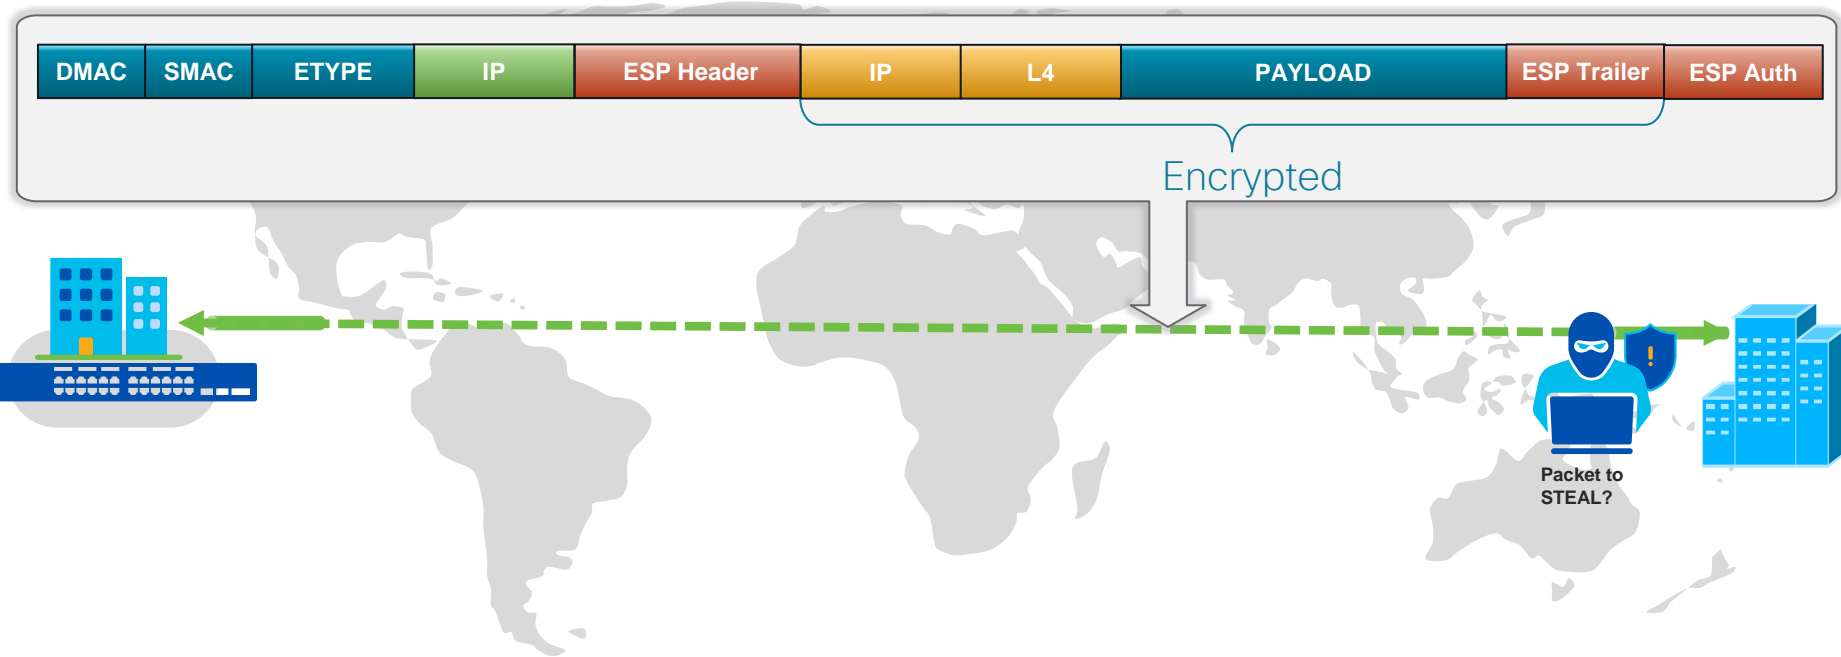 DMAC SMAC ETYPE IP ESP Header IP L4 PAYLOAD ESP Trailer ESP Auth
Encrypted
!
Packet to
STEAL?